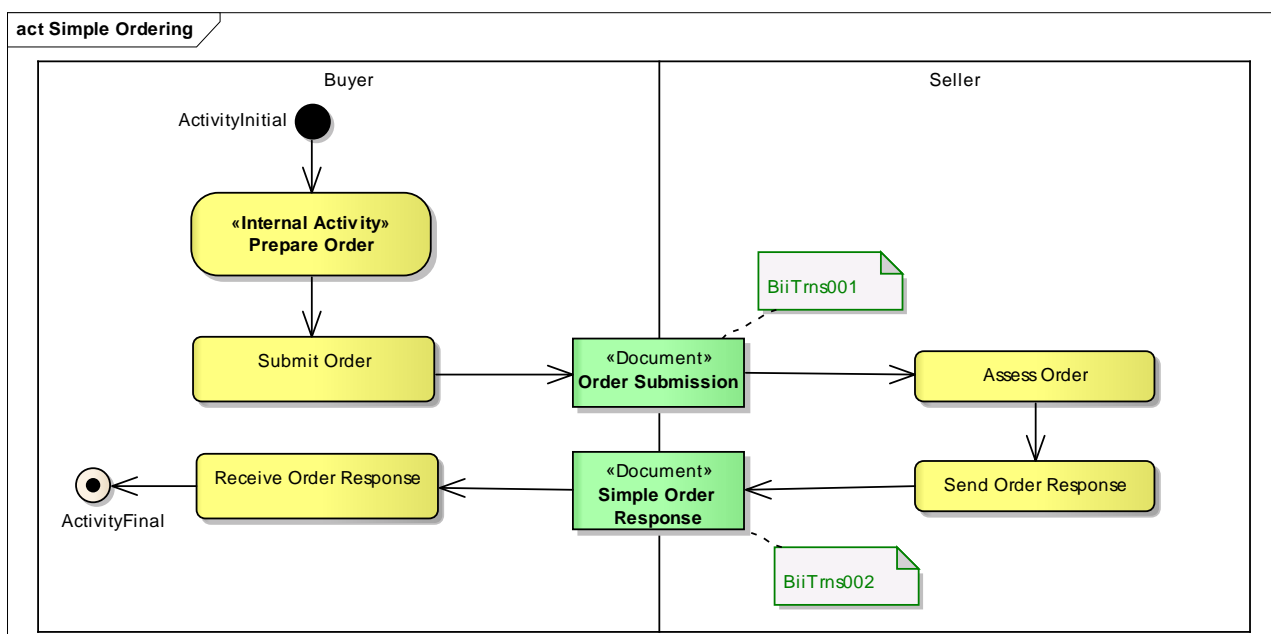 act Simple Ordering
Buyer
Seller
ActivityInitial
«Internal Activity»
Prepare Order
BiiTrns001
Submit Order
«Document»
Order Submission
Assess Order
Receive Order Response
«Document»
Simple Order
Response
Send Order Response
ActivityFinal
BiiTrns002